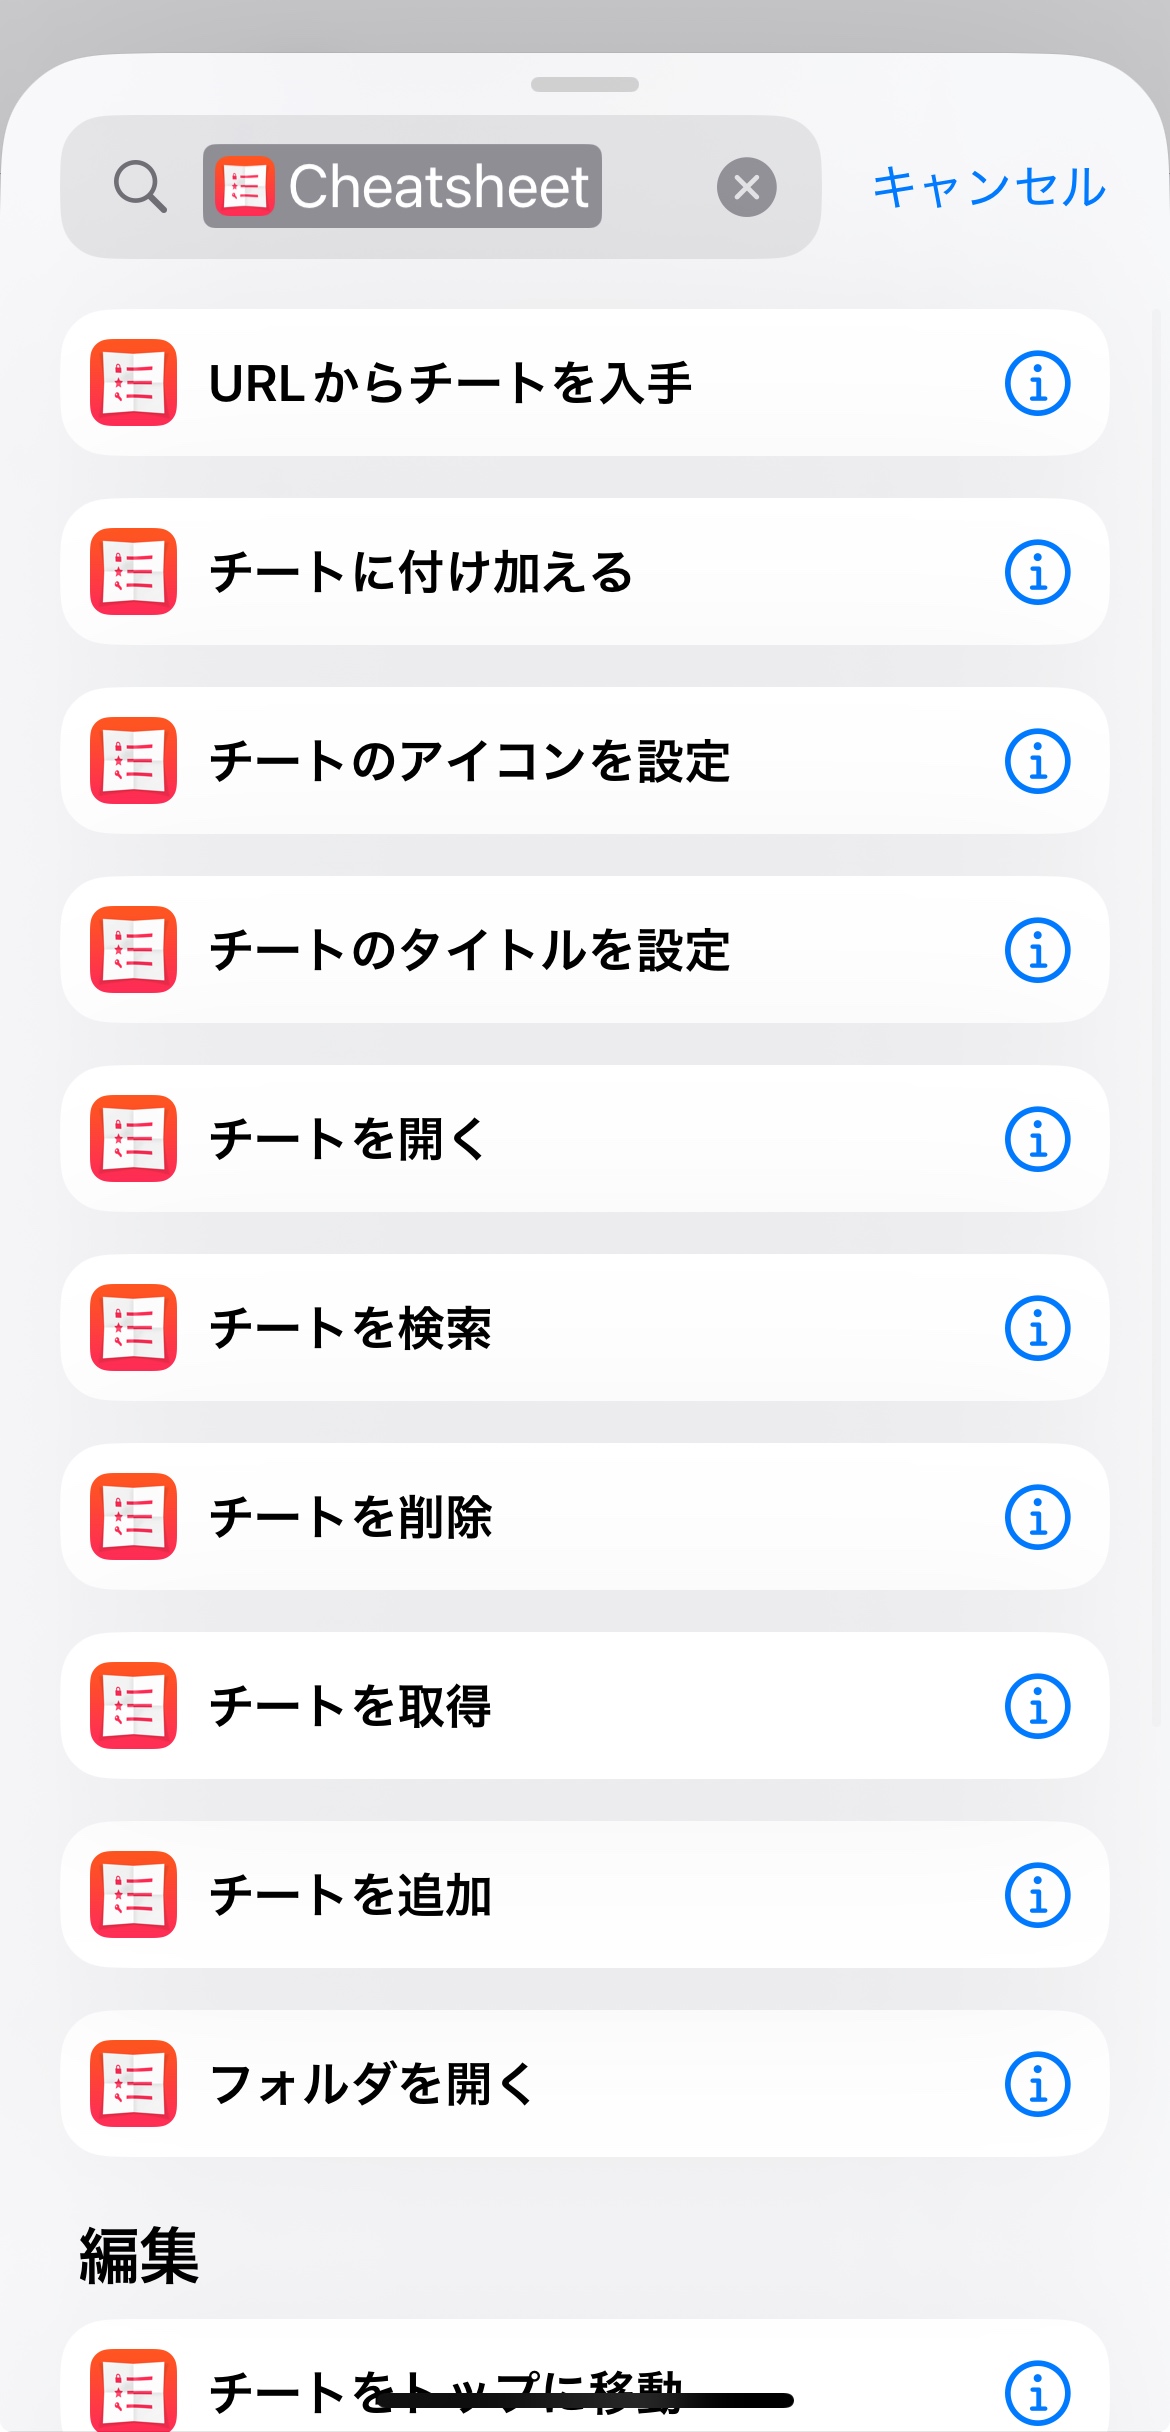 Cheatsheet
キャンセル
URLからチートを入手
チートに付け加える
チートのアイコンを設定
チートのタイトルを設定
チートを開く
チートを検索
チートを削除
チートを取得
チートを追加
フォルダを開く
編集
チートをトップに移動